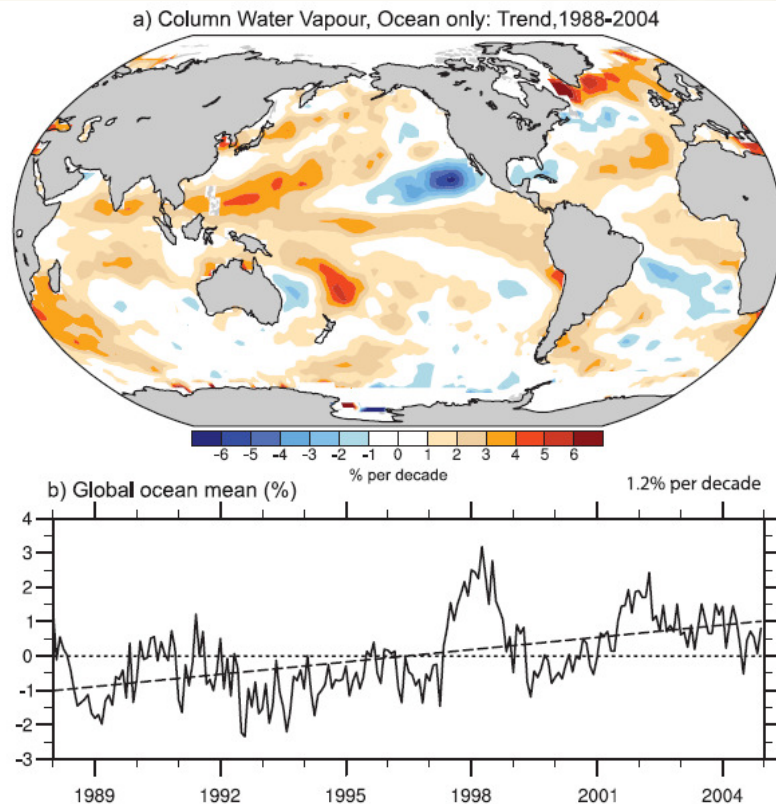 a) Column Water Vapour, Ocean only: Trend,1988-2004
-6 -5 -4 -3 -2 -1 0 1 2 3 4 5 6
% per decade
b) Global ocean mean (%)
1.2% per decade
4
3
2
1
0
-1
-2
-3
1989 1992 1995 1998 2001 2004